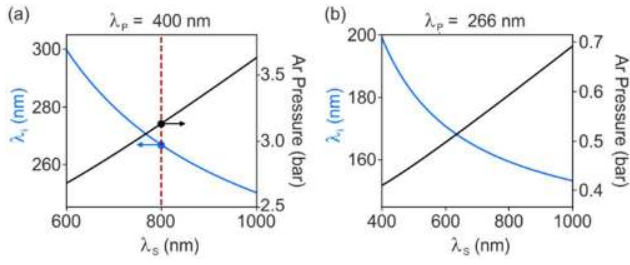 (a) λP = 400 nm
300
280
260
λi (nm)
3.5
3.0
2.5
Ar Pressure (bar)
600 800 1000
λS (nm)
(b) λP = 266 nm
200
180
160
λi (nm)
0.7
0.6
0.5
0.4
Ar Pressure (bar)
400 600 800 1000
λS (nm)